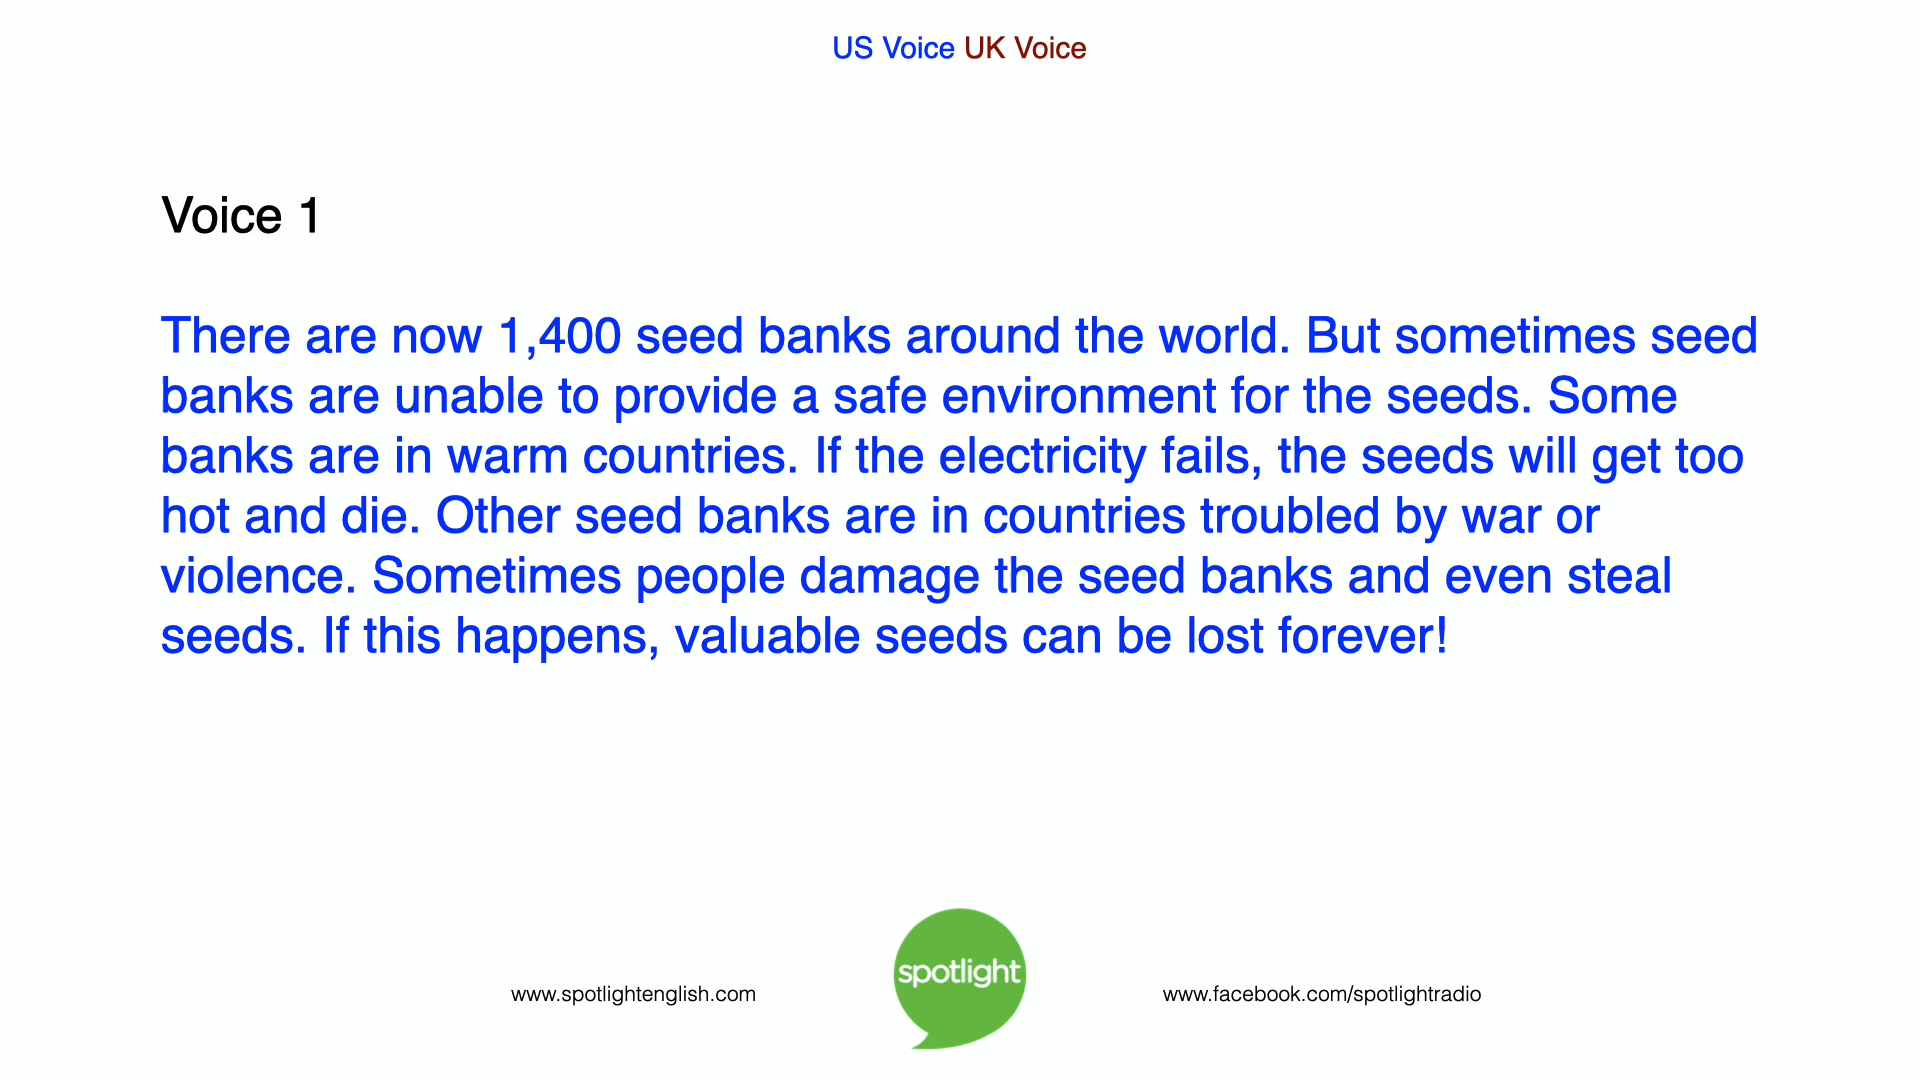 US Voice UK Voice
Voice 1
There are now 1,400 seed banks around the world. But sometimes seed
banks are unable to provide a safe environment for the seeds. Some
banks are in warm countries. If the electricity fails, the seeds will get too
hot and die. Other seed banks are in countries troubled by war or
violence. Sometimes people damage the seed banks and even steal
seeds. If this happens, valuable seeds can be lost forever!
spotlight
www.spotlightenglish.com
www.facebook.com/spotlightradio